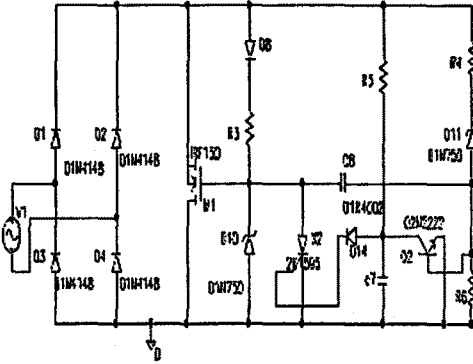 D8
R5
R4
D1
D2
R3
D11
D1N4148
D1N4148
IRF150
C8
D1N750
M1
D1N4002
Q2N2222
V1
D10
X2
D14
Q2
D3
D4
2N1595
C7
D1N4148
D1N4148
D1N750
R6
0